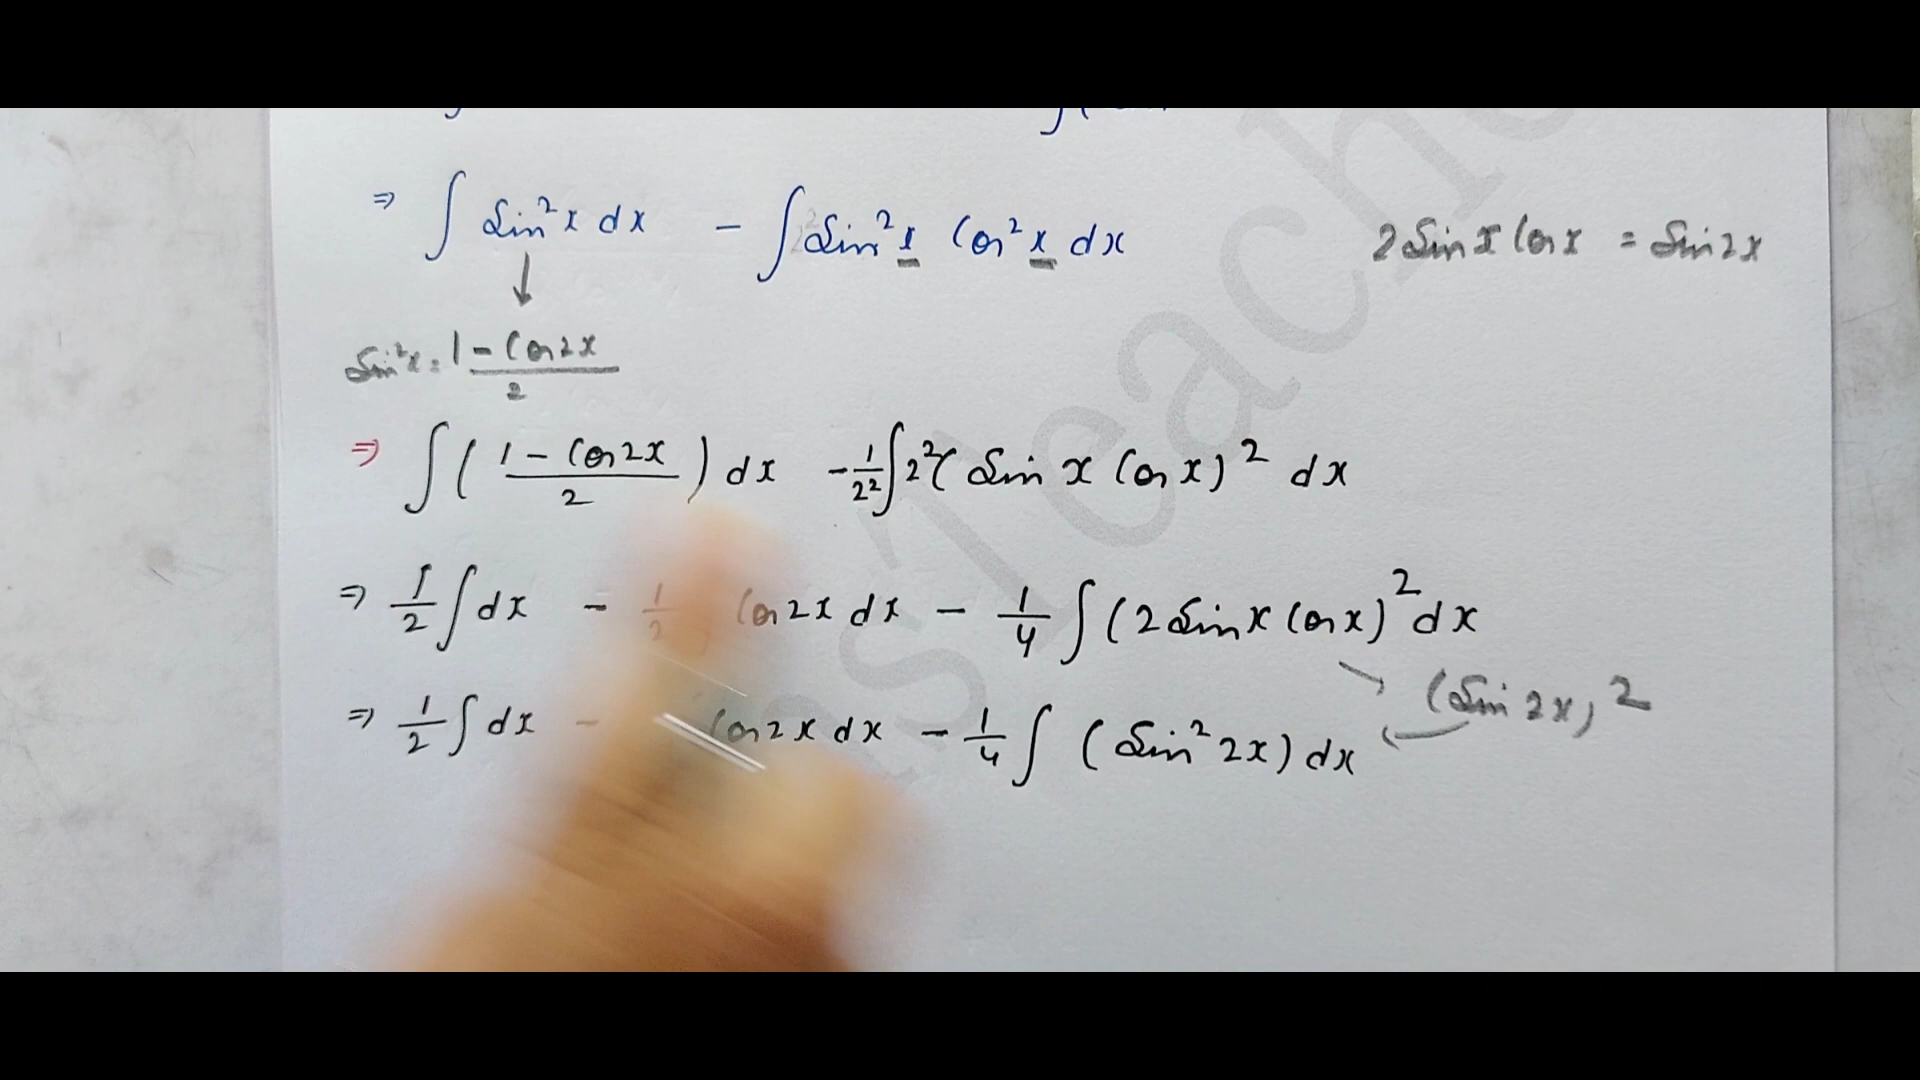 ⇒ ∫ Sin²x dx − ∫ Sin²x Cos²x dx 2 Sin x Cos x = Sin 2x
Sin²x = (1 − Cos 2x)/2
⇒ ∫ ( (1 − Cos 2x)/2 ) dx − 1/2² ∫ 2² ( Sin x Cos x )² dx
⇒ 1/2 ∫ dx − 1/2 Cos 2x dx − 1/4 ∫ ( 2 Sin x Cos x )² dx
(Sin 2x)²
⇒ 1/2 ∫ dx − Cos 2x dx − 1/4 ∫ ( Sin² 2x ) dx